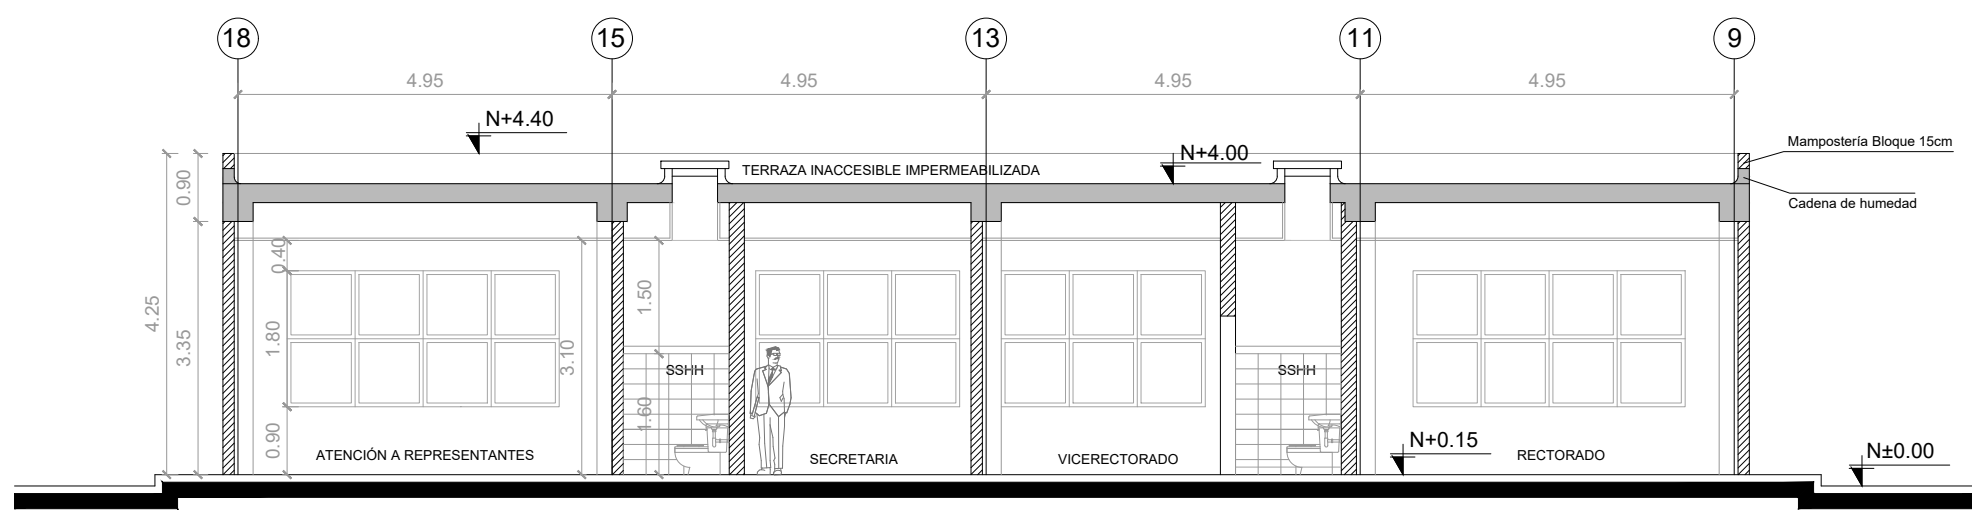 18 15 13 11 9
4.95 4.95 4.95 4.95
N+4.40
N+4.00
TERRAZA INACCESIBLE IMPERMEABILIZADA
Mampostería Bloque 15cm
Cadena de humedad
0.90
4.25
3.35
0.40
1.80
0.90
3.10
1.50
1.60
SSHH
SSHH
ATENCIÓN A REPRESENTANTES
SECRETARIA
VICERECTORADO
N+0.15
RECTORADO
N±0.00